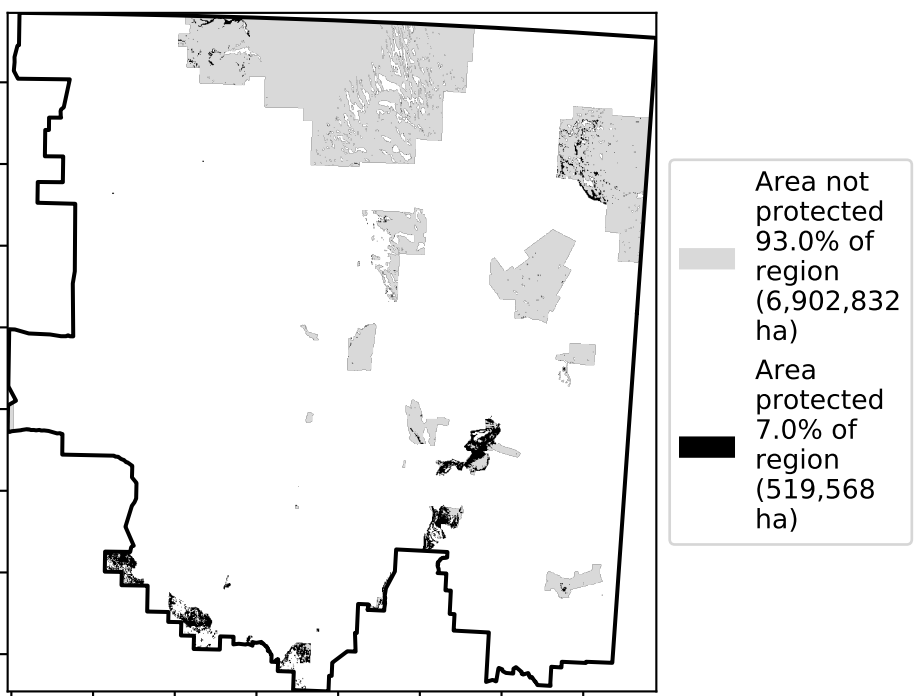 Area not
protected
93.0% of
region
(6,902,832
ha)
Area
protected
7.0% of
region
(519,568
ha)